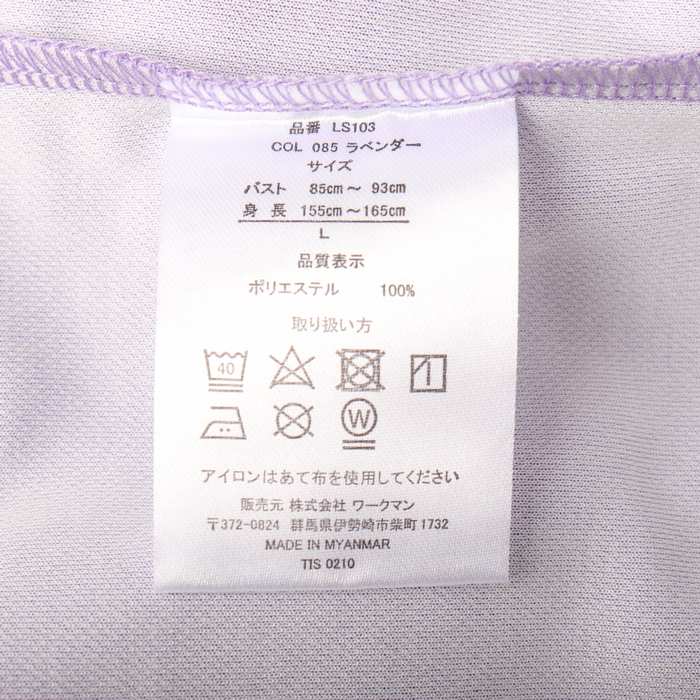 品番 LS103
COL 085 ラベンダー
サイズ
バスト 85cm～ 93cm
身長 155cm～165cm
L
品質表示
ポリエステル 100%
取り扱い方
40
W
アイロンはあて布を使用してください
販売元 株式会社 ワークマン
〒372-0824 群馬県伊勢崎市柴町1732
MADE IN MYANMAR
TIS 0210